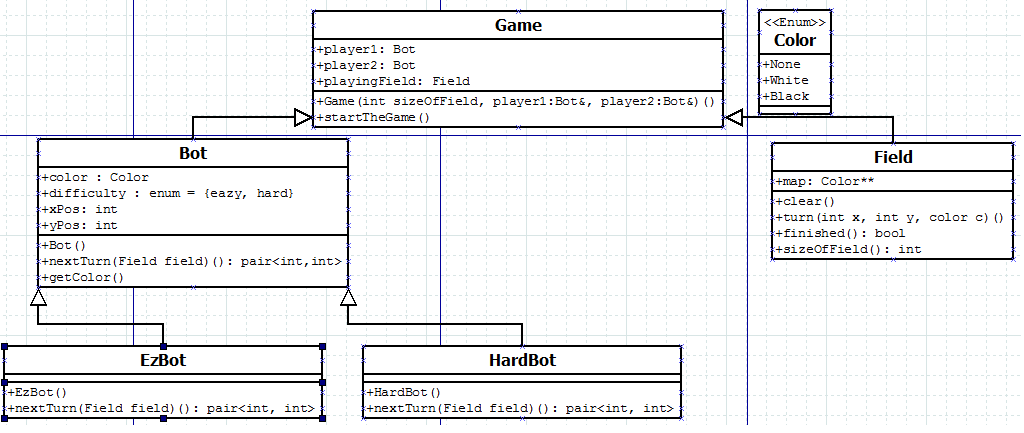 Game
+player1: Bot
+player2: Bot
+playingField: Field
+Game(int sizeOfField, player1:Bot&, player2:Bot&)()
+startTheGame()
<<Enum>>
Color
+None
+White
+Black
Bot
+color : Color
+difficulty : enum = {eazy, hard}
+xPos: int
+yPos: int
+Bot()
+nextTurn(Field field)(): pair<int,int>
+getColor()
Field
+map: Color**
+clear()
+turn(int x, int y, color c)()
+finished(): bool
+sizeOfField(): int
EzBot
+EzBot()
+nextTurn(Field field)(): pair<int, int>
HardBot
+HardBot()
+nextTurn(Field field)(): pair<int, int>